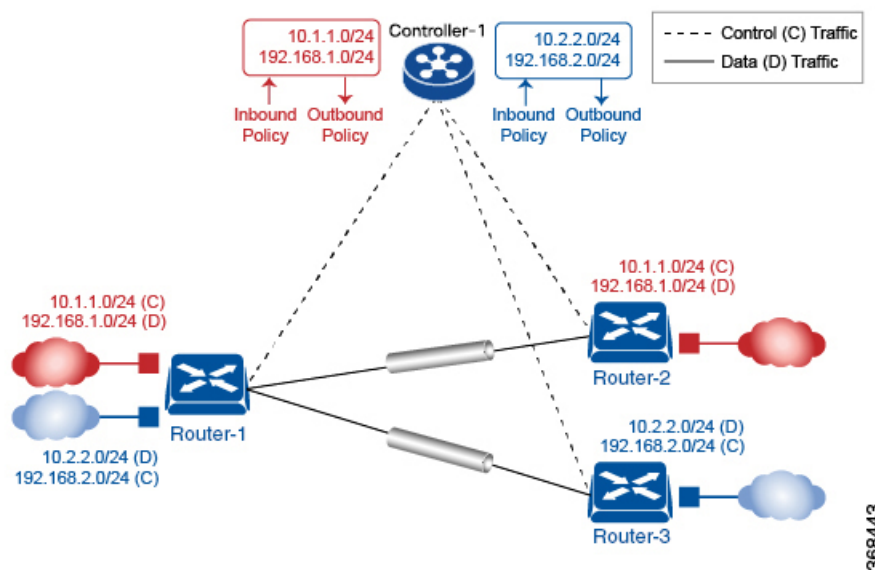 Controller-1
10.1.1.0/24
192.168.1.0/24
Inbound
Policy
Outbound
Policy
10.2.2.0/24
192.168.2.0/24
Inbound
Policy
Outbound
Policy
Control (C) Traffic
Data (D) Traffic
10.1.1.0/24 (C)
192.168.1.0/24 (D)
Router-1
10.2.2.0/24 (D)
192.168.2.0/24 (C)
10.1.1.0/24 (C)
192.168.1.0/24 (D)
Router-2
10.2.2.0/24 (D)
192.168.2.0/24 (C)
Router-3
368443